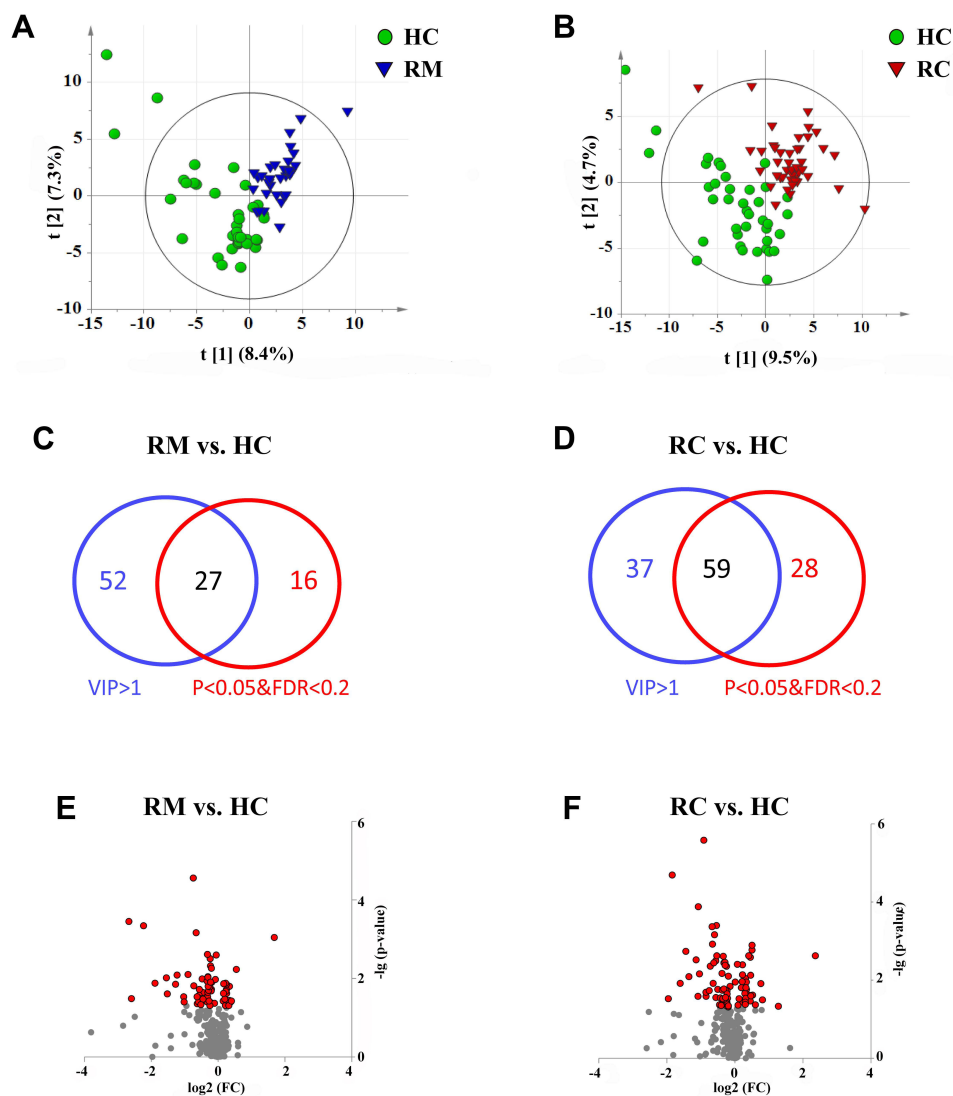 A
HC
RM
10
5
0
-5
-10
-15
-10
-5
0
5
10
t [2] (7.3%)
t [1] (8.4%)
B
HC
RC
5
0
-5
-10
-15
-10
-5
0
5
10
t [2] (4.7%)
t [1] (9.5%)
C
RM vs. HC
52
27
16
VIP>1
P<0.05&FDR<0.2
D
RC vs. HC
37
59
28
VIP>1
P<0.05&FDR<0.2
E
RM vs. HC
6
4
2
0
-lg (p-value)
-4
-2
0
2
4
log2 (FC)
F
RC vs. HC
6
4
2
0
-lg (p-value)
-4
-2
0
2
4
log2 (FC)